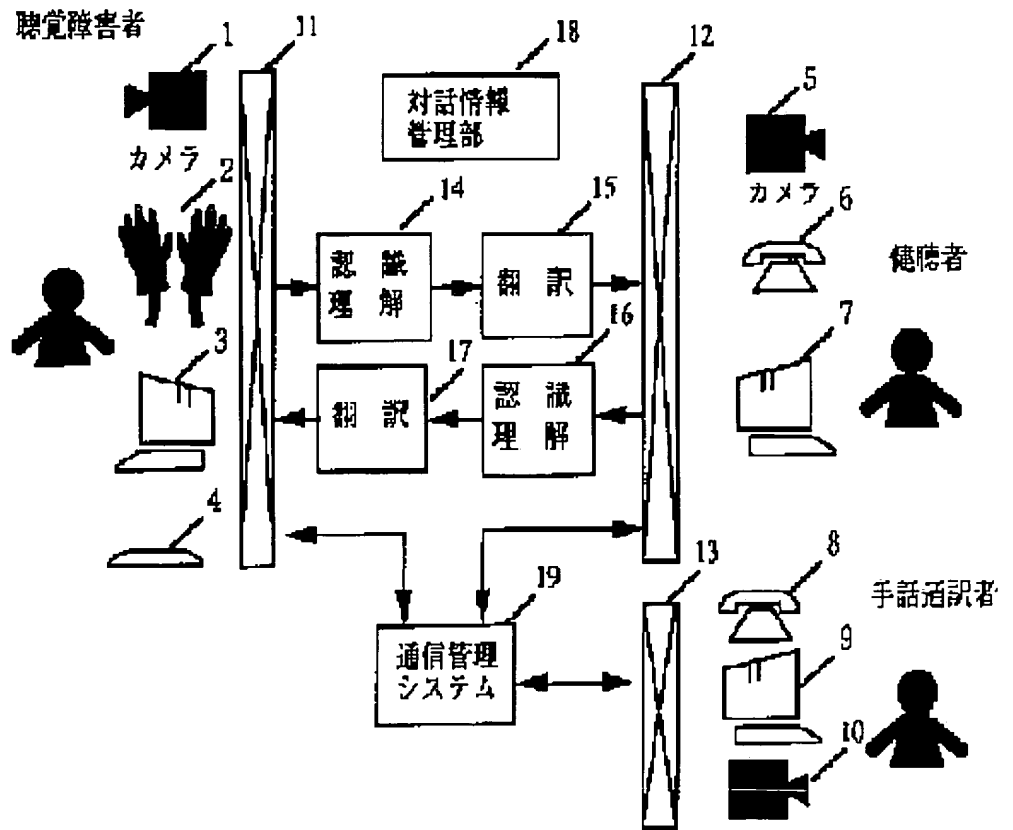 聴覚障害者
1
11
18
12
対話情報
管理部
5
カメラ
2
14
15
カメラ
6
認識
理解
翻訳
健聴者
16
3
17
7
翻訳
認識
理解
4
13
8
19
手話通訳者
通信管理
システム
9
10